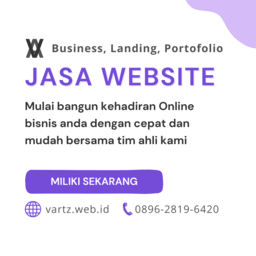 Business, Landing, Portofolio
JASA WEBSITE
Mulai bangun kehadiran Online
bisnis anda dengan cepat dan
mudah bersama tim ahli kami
MILIKI SEKARANG
vartz.web.id 0896-2819-6420